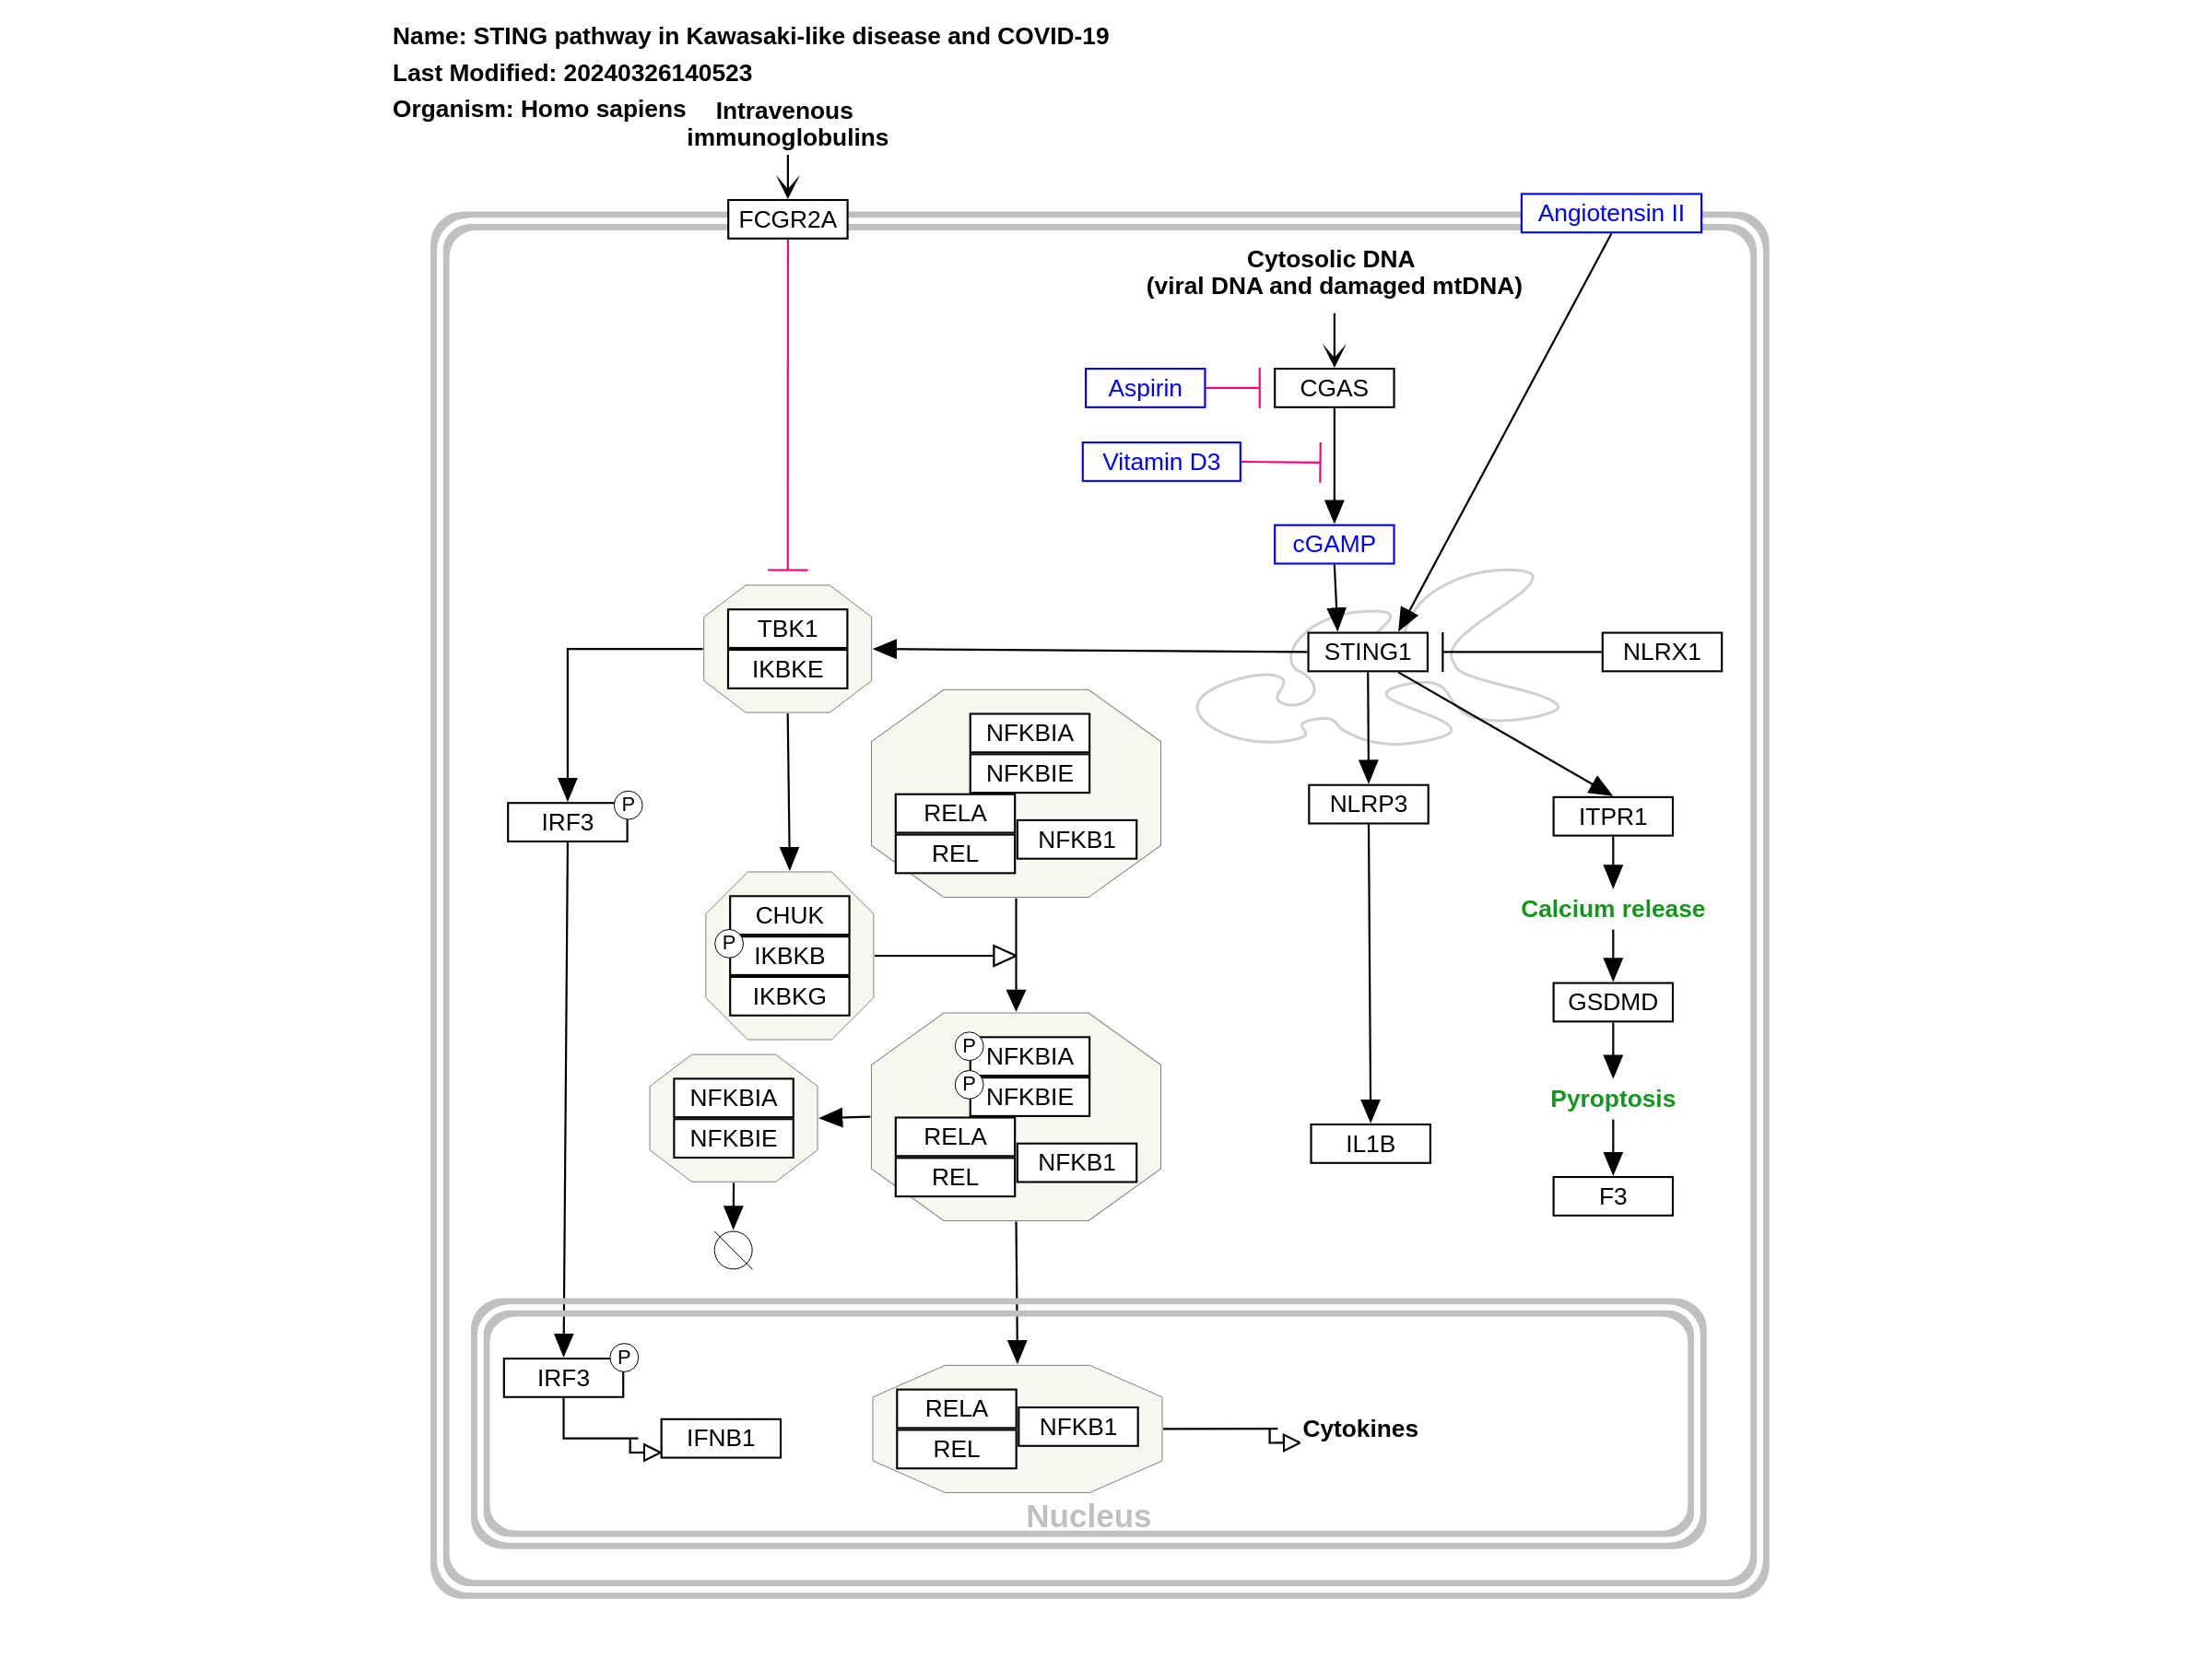 Name: STING pathway in Kawasaki-like disease and COVID-19
Last Modified: 20240326140523
Organism: Homo sapiens
Intravenous
immunoglobulins
FCGR2A
Angiotensin II
Cytosolic DNA
(viral DNA and damaged mtDNA)
Aspirin
CGAS
Vitamin D3
cGAMP
TBK1
IKBKE
STING1
NLRX1
NFKBIA
NFKBIE
RELA
REL
NFKB1
IRF3
P
NLRP3
ITPR1
CHUK
P
IKBKB
IKBKG
Calcium release
GSDMD
P
NFKBIA
P
NFKBIE
RELA
REL
NFKB1
NFKBIA
NFKBIE
Pyroptosis
IL1B
F3
IRF3
P
IFNB1
RELA
REL
NFKB1
Cytokines
Nucleus